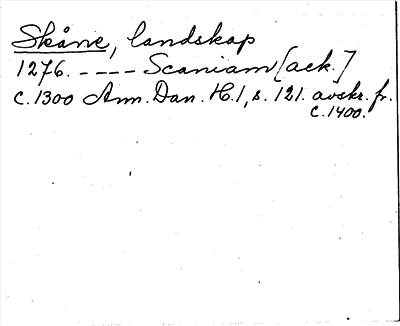 Skåne, landskap
1276. ---- Scaniam [ack.]
c. 1300 Ann. Dan. H. 1, s. 121. avskr. fr.
c. 1400.